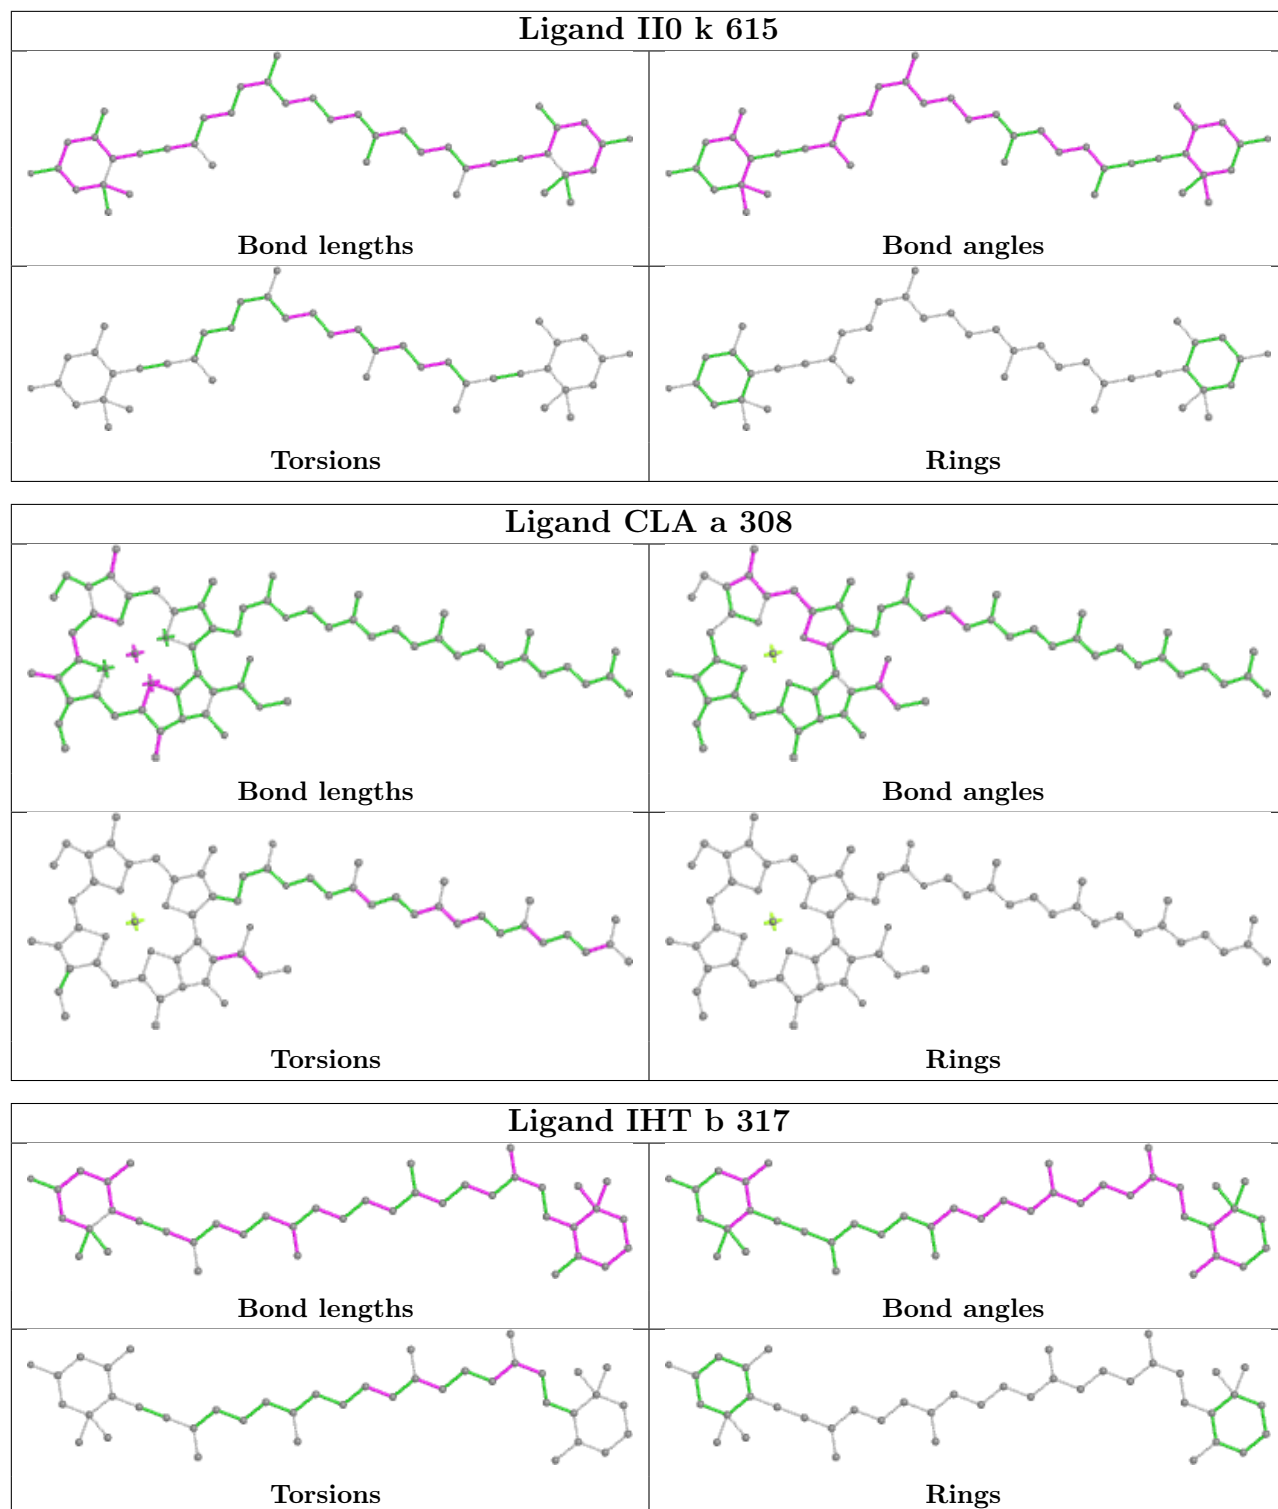 Ligand II0 k 615
Bond lengths
Bond angles
Torsions
Rings
Ligand CLA a 308
Bond lengths
Bond angles
Torsions
Rings
Ligand IHT b 317
Bond lengths
Bond angles
Torsions
Rings